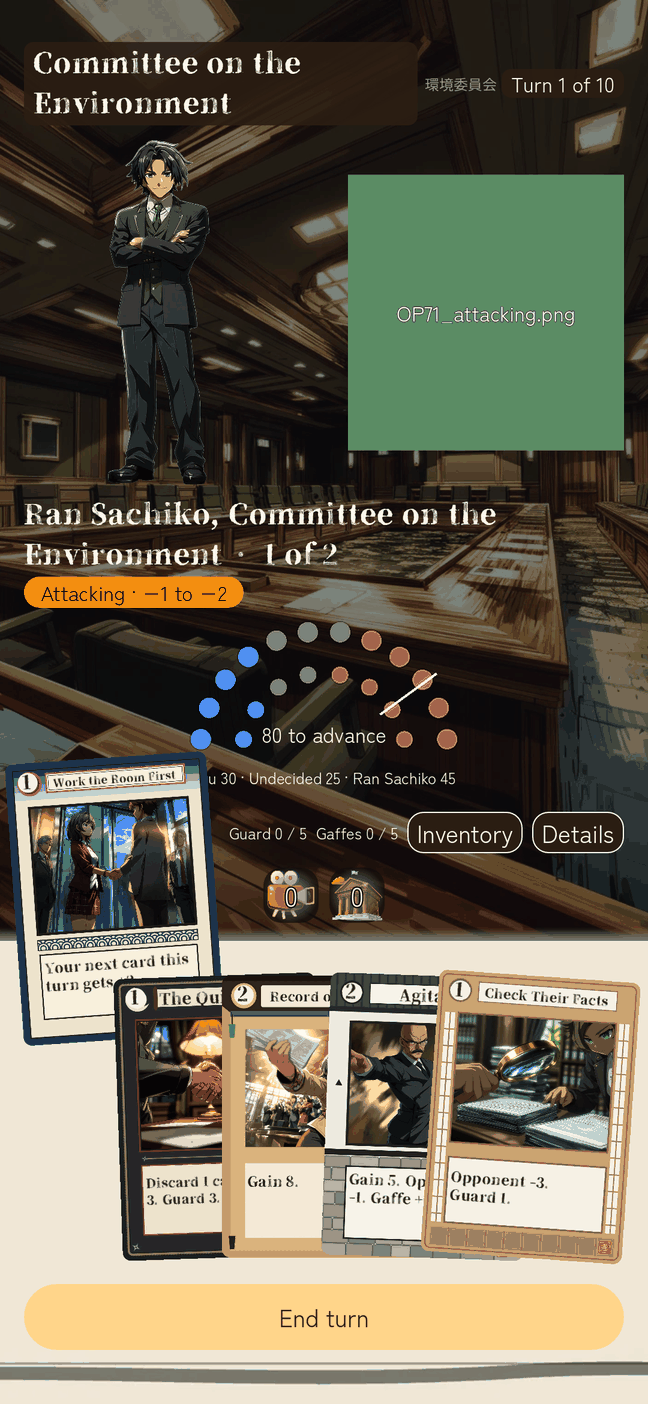 Committee on the
Environment
環境委員会
Turn 1 of 10
OP71_attacking.png
Ran Sachiko, Committee on the
Environment · 1 of 2
Attacking · −1 to −2
80 to advance
30 · Undecided 25 · Ran Sachiko 45
Guard 0 / 5 Gaffes 0 / 5
Inventory
Details
0
0
1 Work the Room First
Your next card this
turn gets
1 The
Discard 1
3. Guard 3.
2 Record
Gain 8.
2
Gain 5.
-1. Gaffe +
1 Check Their Facts
Opponent -3.
Guard 1.
End turn